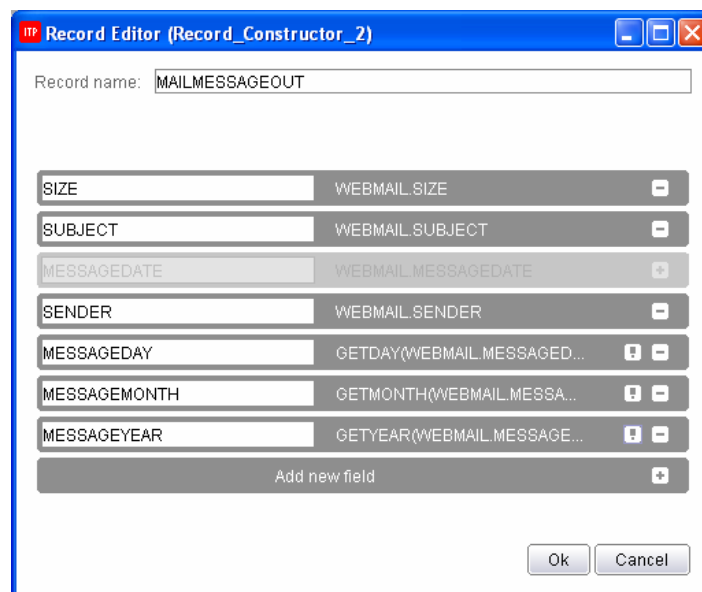 ITP Record Editor (Record_Constructor_2)
Record name: MAILMESSAGEOUT
SIZE WEBMAIL.SIZE
SUBJECT WEBMAIL.SUBJECT
MESSAGEDATE WEBMAIL.MESSAGEDATE
SENDER WEBMAIL.SENDER
MESSAGEDAY GETDAY(WEBMAIL.MESSAGED...
MESSAGEMONTH GETMONTH(WEBMAIL.MESSA...
MESSAGEYEAR GETYEAR(WEBMAIL.MESSAGE...
Add new field
Ok Cancel